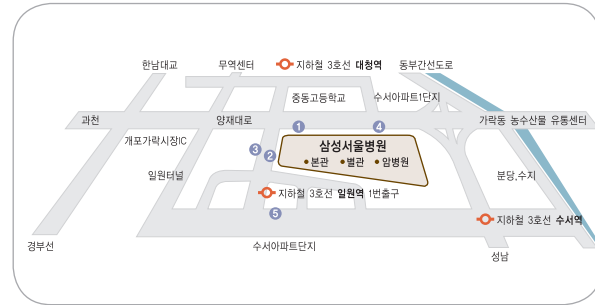 지하철 3호선 대청역
한남대교
무역센터
동부간선도로
중동고등학교
수서아파트1단지
과천
양재대로
가락동 농수산물 유통센터
1
4
개포가락시장IC
삼성서울병원
3
2
•본관 •별관 •암병원
일원터널
분당,수지
지하철 3호선 일원역 1번출구
5
지하철 3호선 수서역
경부선
수서아파트단지
성남